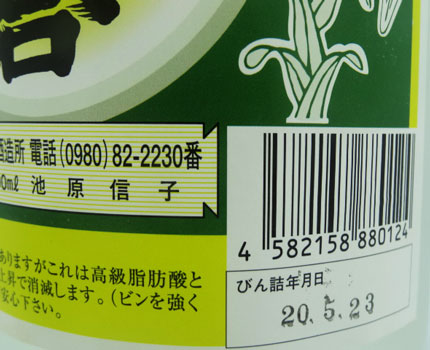 酒造所 電話(0980)82-2230番
0ml 池原信子
ありますがこれは高級脂肪酸と
上昇で消滅します。(ビンを強く
安心下さい。
4 582158 880124
びん詰年月日
20.5.23